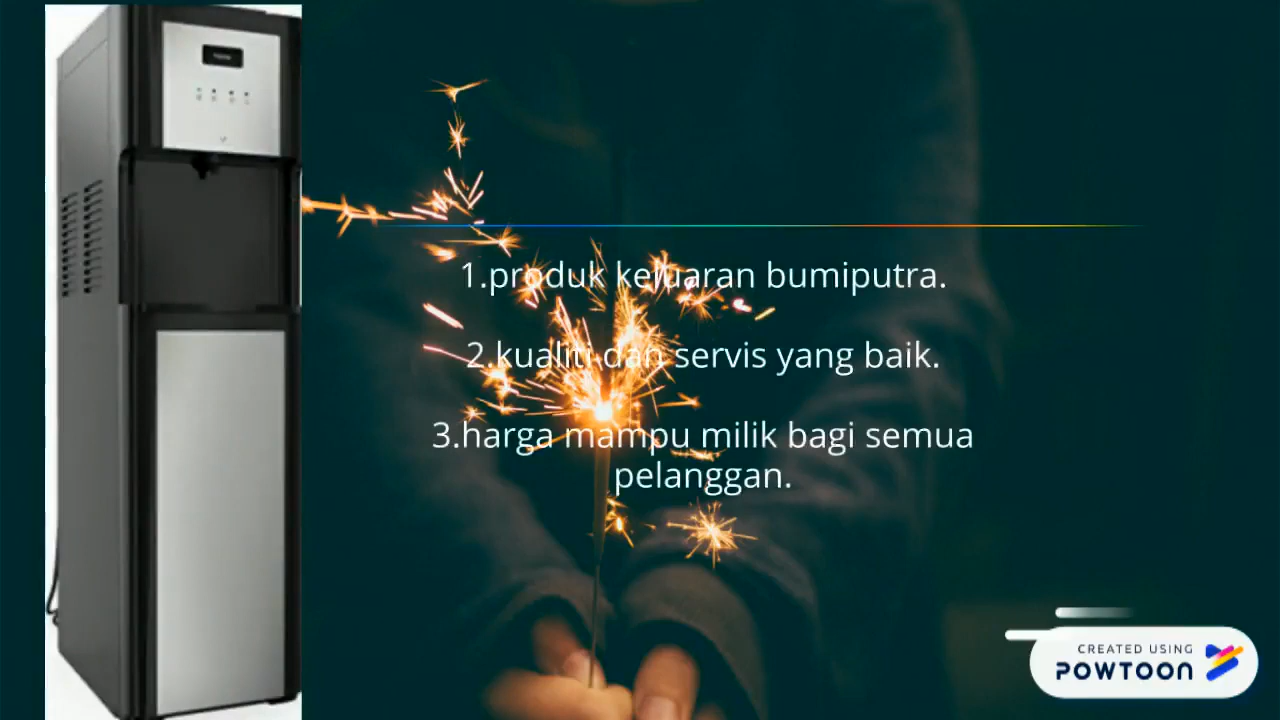 1.produk keluaran bumiputra.
2.kualiti dan servis yang baik.
3.harga mampu milik bagi semua
pelanggan.
CREATED USING
POWTOON